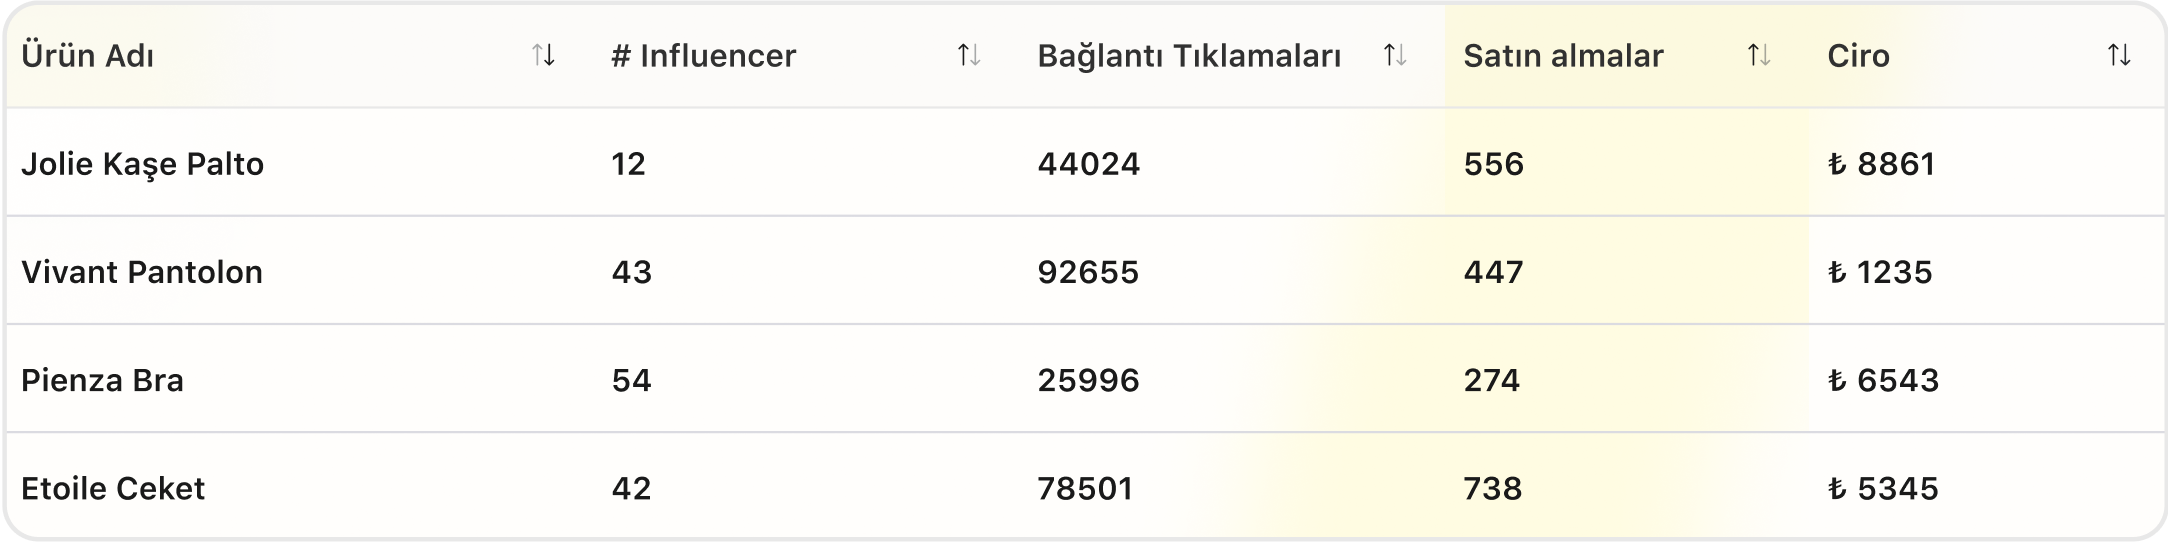 Ürün Adı # Influencer Bağlantı Tıklamaları Satın almalar Ciro
Jolie Kaşe Palto 12 44024 556 ₺ 8861
Vivant Pantolon 43 92655 447 ₺ 1235
Pienza Bra 54 25996 274 ₺ 6543
Etoile Ceket 42 78501 738 ₺ 5345